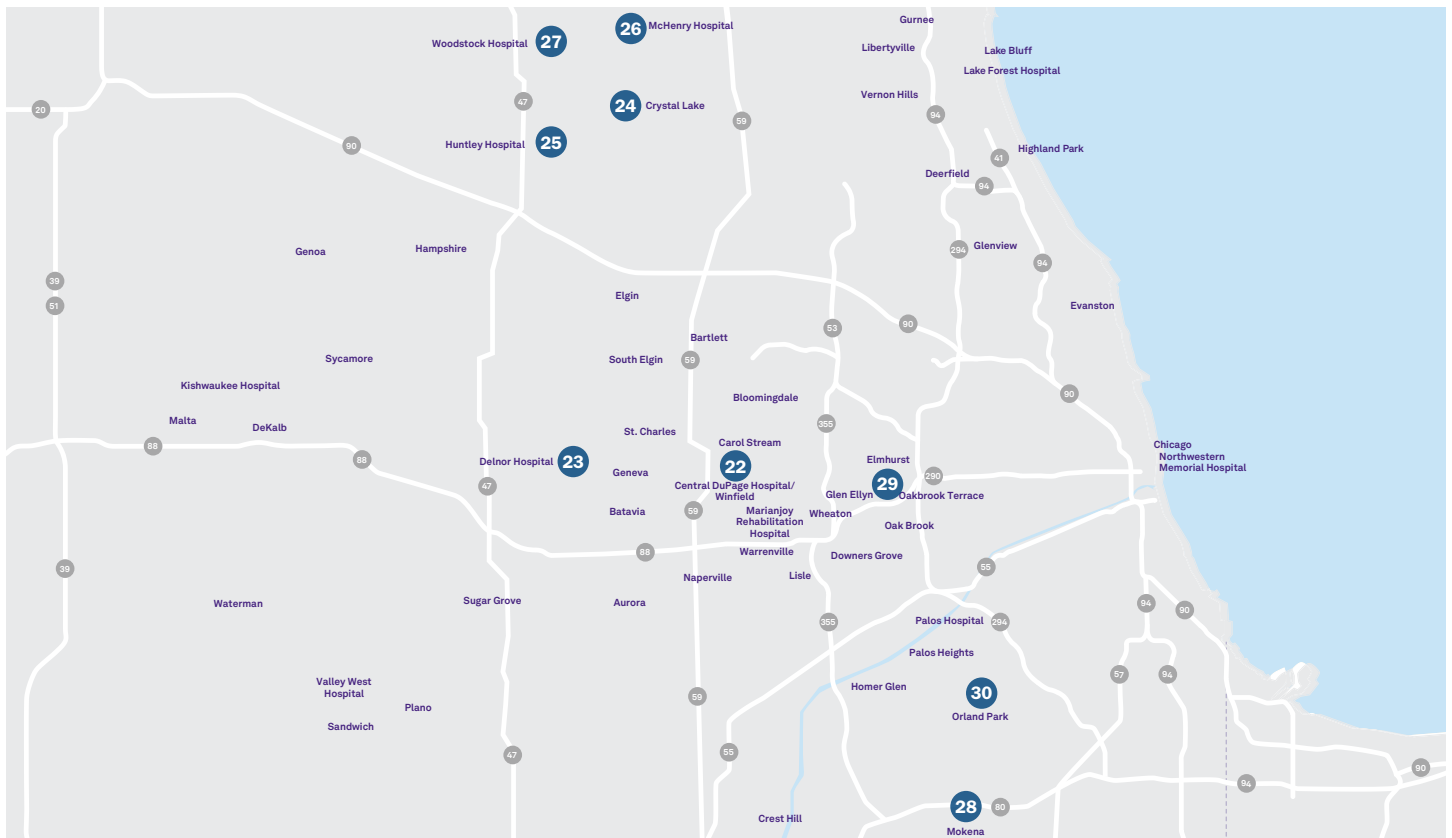 Gurnee
26
McHenry Hospital
Woodstock Hospital
27
Libertyville
Lake Bluff
Lake Forest Hospital
Vernon Hills
47
24
Crystal Lake
20
94
59
Huntley Hospital
25
90
Highland Park
41
Deerfield
94
Genoa
Hampshire
294
Glenview
94
39
Elgin
51
Evanston
53
90
Bartlett
Sycamore
South Elgin
59
Kishwaukee Hospital
Bloomingdale
90
Malta
355
DeKalb
St. Charles
Carol Stream
88
88
Delnor Hospital
23
22
Elmhurst
Chicago
Northwestern
Memorial Hospital
Geneva
290
47
Central DuPage Hospital/
Winfield
29
Glen Ellyn
Oakbrook Terrace
Batavia
59
Marianjoy
Rehabilitation
Hospital
Wheaton
Oak Brook
88
Warrenville
Downers Grove
39
Naperville
Lisle
55
Waterman
Sugar Grove
Aurora
94
90
355
Palos Hospital
294
Palos Heights
57
94
Valley West
Hospital
Homer Glen
30
59
Plano
Orland Park
Sandwich
47
55
90
94
28
80
Crest Hill
Mokena